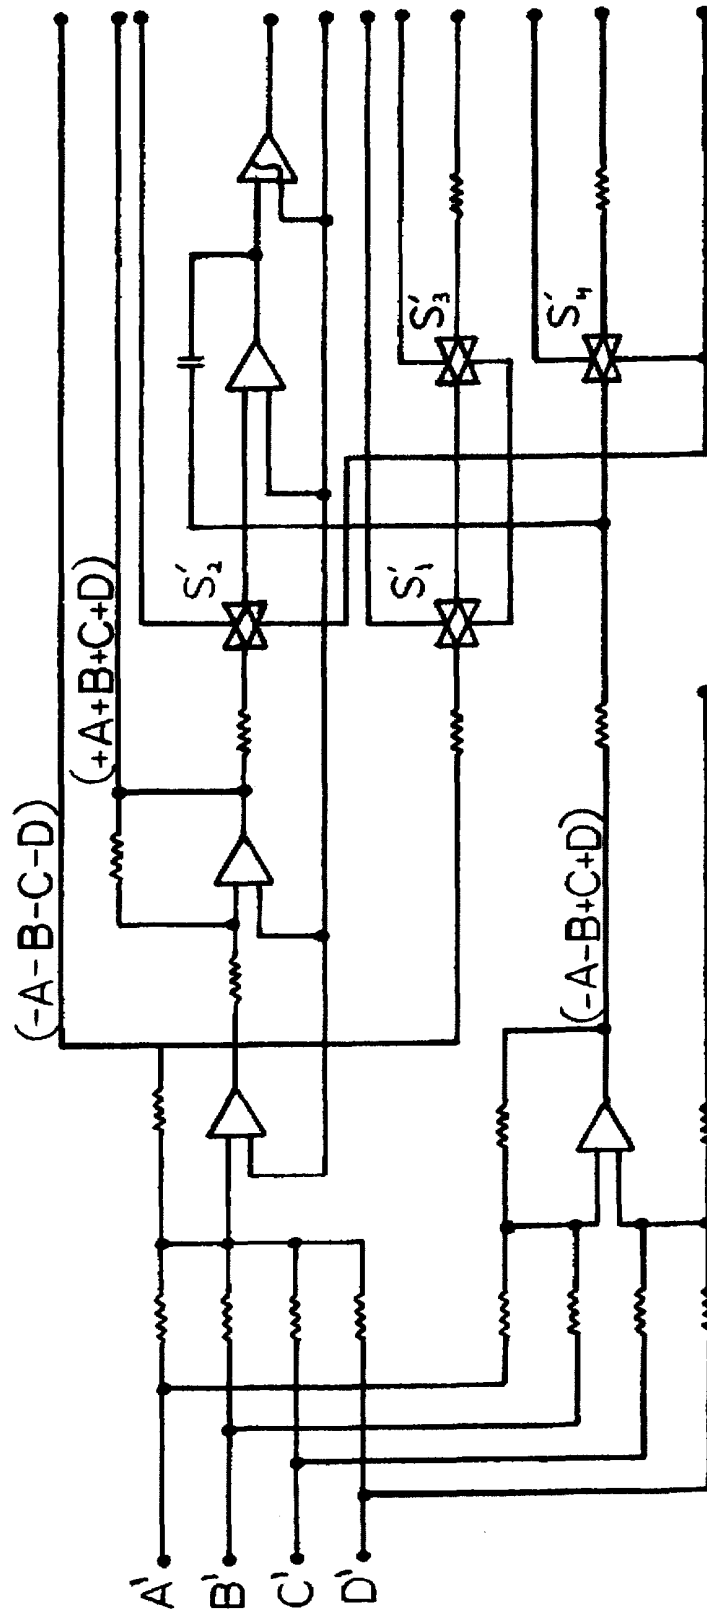 (-A-B-C-D)
(+A+B+C+D)
S'2
S'1
S'3
(-A-B+C+D)
S'4
A'
B'
C'
D'